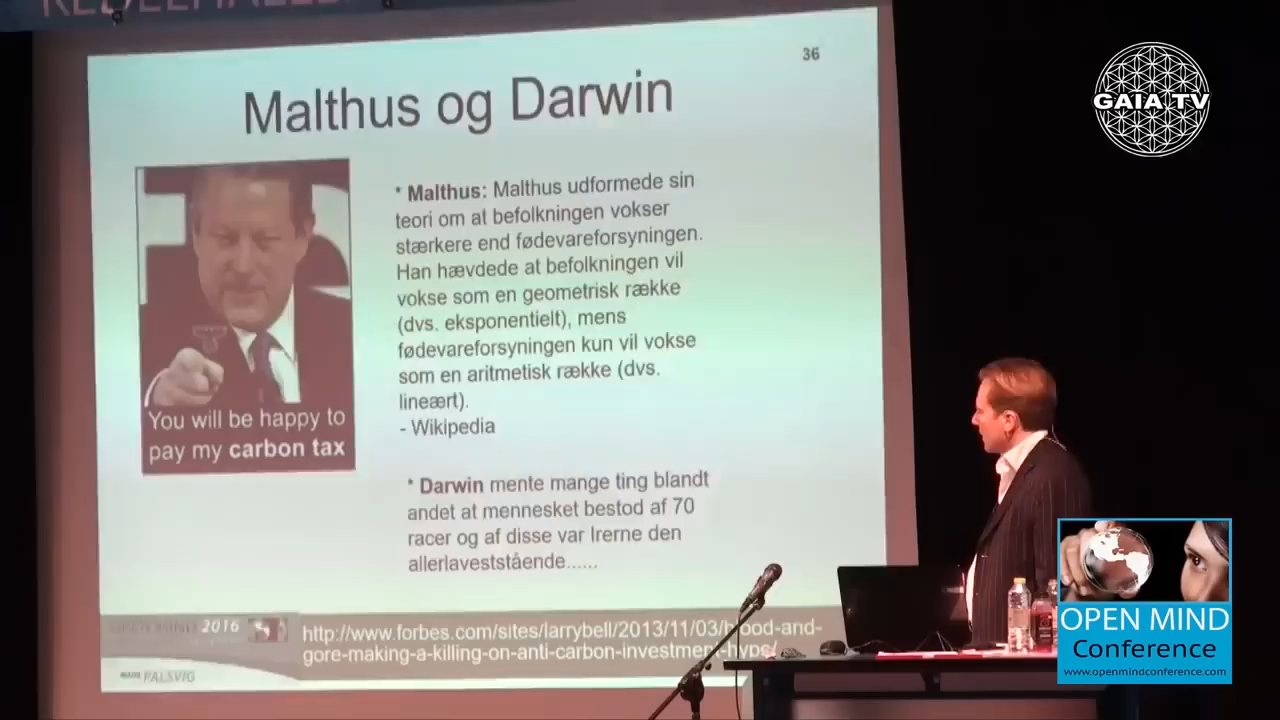 36
GAIA TV
Malthus og Darwin
* Malthus: Malthus udformede sin
teori om at befolkningen vokser
stærkere end fødevareforsyningen.
Han hævdede at befolkningen vil
vokse som en geometrisk række
(dvs. eksponentielt), mens
fødevareforsyningen kun vil vokse
som en aritmetisk række (dvs.
lineært).
- Wikipedia
You will be happy to
pay my carbon tax
* Darwin mente mange ting blandt
andet at mennesket bestod af 70
racer og af disse var Irerne den
allerlaveststående......
2016
http://www.forbes.com/sites/larrybell/2013/11/03/blood-and-
gore-making-a-killing-on-anti-carbon-investment-hype/
PALSVIG
OPEN MIND
Conference
www.openmindconference.com